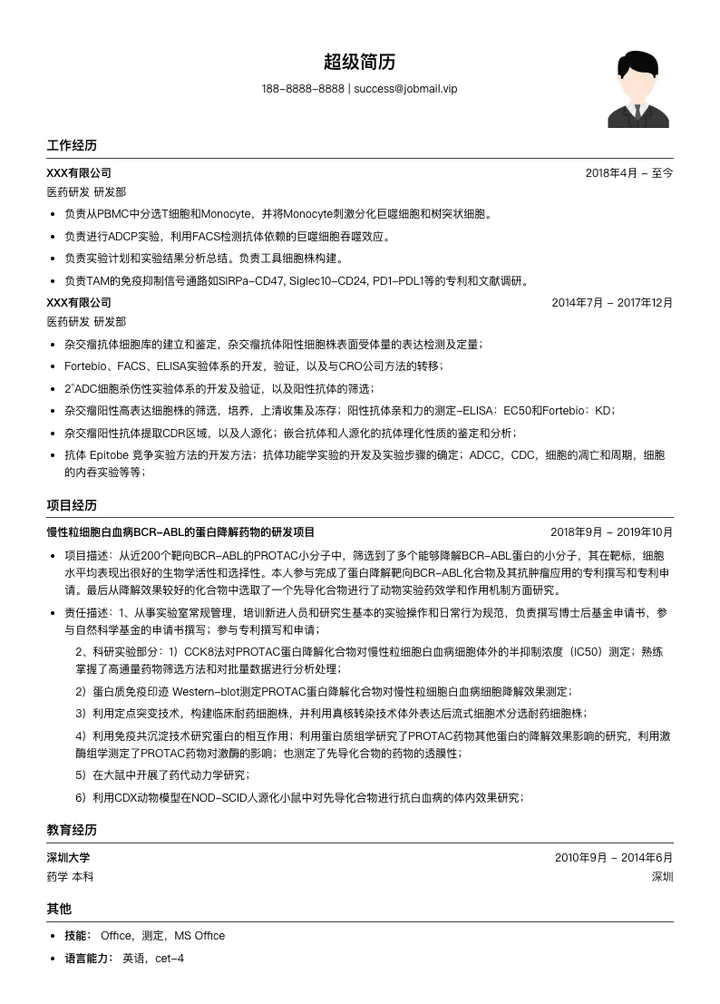 超级简历
188-8888-8888 | success@jobmail.vip
工作经历
XXX有限公司 2018年4月 – 至今
医药研发 研发部
• 负责从PBMC中分选T细胞和Monocyte，并将Monocyte刺激分化巨噬细胞和树突状细胞。
• 负责进行ADCP实验，利用FACS检测抗体依赖的巨噬细胞吞噬效应。
• 负责实验计划和实验结果分析总结。负责工具细胞株构建。
• 负责TAM的免疫抑制信号通路如SIRPa-CD47, Siglec10-CD24, PD1-PDL1等的专利和文献调研。
XXX有限公司 2014年7月 – 2017年12月
医药研发 研发部
• 杂交瘤抗体细胞库的建立和鉴定，杂交瘤抗体阳性细胞株表面受体量的表达检测及定量；
• Fortebio、FACS、ELISA实验体系的开发，验证，以及与CRO公司方法的转移；
• 2˚ADC细胞杀伤性实验体系的开发及验证，以及阳性抗体的筛选；
• 杂交瘤阳性高表达细胞株的筛选，培养，上清收集及冻存；阳性抗体亲和力的测定-ELISA：EC50和Fortebio：KD；
• 杂交瘤阳性抗体提取CDR区域，以及人源化；嵌合抗体和人源化的抗体理化性质的鉴定和分析；
• 抗体 Epitobe 竞争实验方法的开发方法；抗体功能学实验的开发及实验步骤的确定；ADCC，CDC，细胞的凋亡和周期，细胞
的内吞实验等等；
项目经历
慢性粒细胞白血病BCR-ABL的蛋白降解药物的研发项目 2018年9月 – 2019年10月
• 项目描述：从近200个靶向BCR-ABL的PROTAC小分子中，筛选到了多个能够降解BCR-ABL蛋白的小分子，其在靶标，细胞
水平均表现出很好的生物学活性和选择性。本人参与完成了蛋白降解靶向BCR-ABL化合物及其抗肿瘤应用的专利撰写和专利申
请。最后从降解效果较好的化合物中选取了一个先导化合物进行了动物实验药效学和作用机制方面研究。
• 责任描述：1、从事实验室常规管理，培训新进人员和研究生基本的实验操作和日常行为规范，负责撰写博士后基金申请书，参
与自然科学基金的申请书撰写；参与专利撰写和申请；
2、科研实验部分：1）CCK8法对PROTAC蛋白降解化合物对慢性粒细胞白血病细胞体外的半抑制浓度（IC50）测定；熟练
掌握了高通量药物筛选方法和对批量数据进行分析处理；
2）蛋白质免疫印迹 Western-blot测定PROTAC蛋白降解化合物对慢性粒细胞白血病细胞降解效果测定；
3）利用定点突变技术，构建临床耐药细胞株，并利用真核转染技术体外表达后流式细胞术分选耐药细胞株；
4）利用免疫共沉淀技术研究蛋白的相互作用；利用蛋白质组学研究了PROTAC药物其他蛋白的降解效果影响的研究，利用激
酶组学测定了PROTAC药物对激酶的影响；也测定了先导化合物的药物的透膜性；
5）在大鼠中开展了药代动力学研究；
6）利用CDX动物模型在NOD-SCID人源化小鼠中对先导化合物进行抗白血病的体内效果研究；
教育经历
深圳大学 2010年9月 – 2014年6月
药学 本科 深圳
其他
• 技能： Office，测定，MS Office
• 语言能力： 英语，cet-4